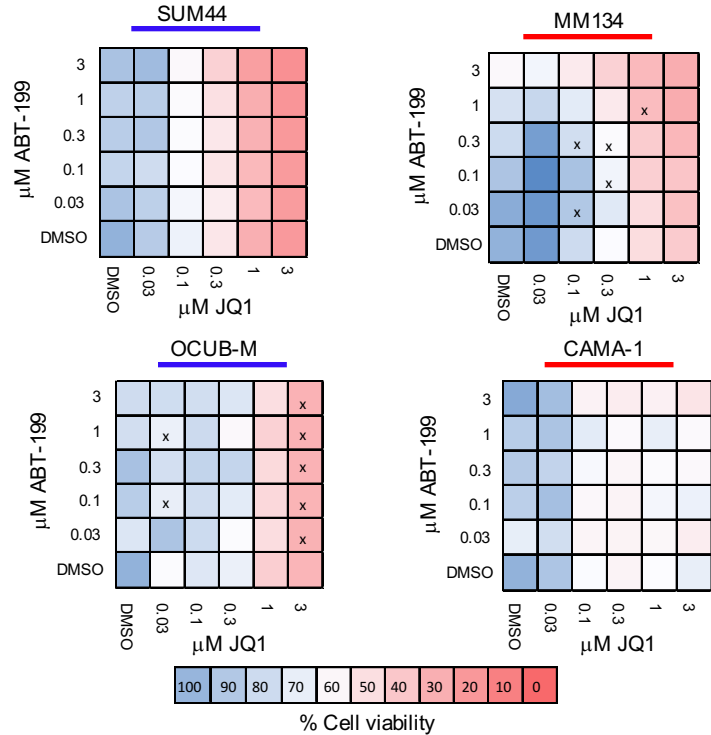 SUM44
μM ABT-199
3
1
0.3
0.1
0.03
DMSO
DMSO
0.03
0.1
0.3
1
3
μM JQ1
MM134
μM ABT-199
3
1
x
0.3
x x
0.1
x
0.03
x
DMSO
DMSO
0.03
0.1
0.3
1
3
μM JQ1
OCUB-M
μM ABT-199
3
x
1
x x
0.3
x
0.1
x x
0.03
x
DMSO
DMSO
0.03
0.1
0.3
1
3
μM JQ1
CAMA-1
μM ABT-199
3
1
0.3
0.1
0.03
DMSO
DMSO
0.03
0.1
0.3
1
3
μM JQ1
100 90 80 70 60 50 40 30 20 10 0
% Cell viability